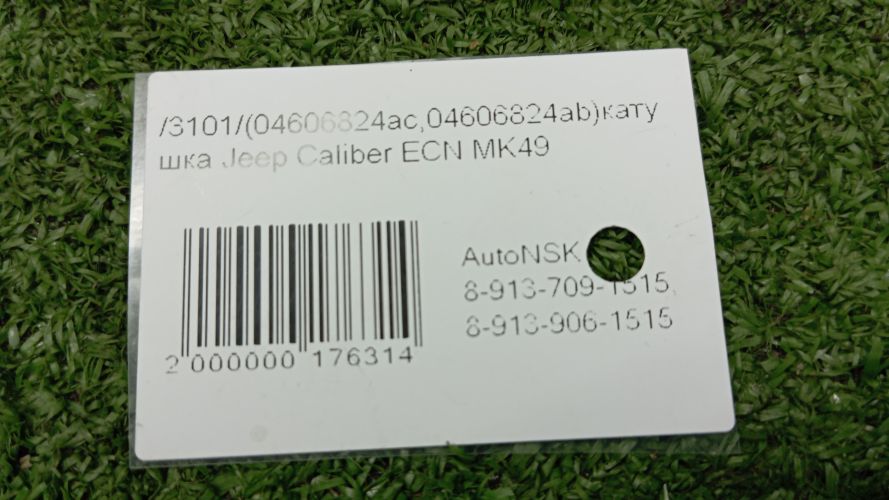 /3101/(04606824ac,04606824ab)кату
шка Jeep Caliber ECN MK49
AutoNSK
8-913-709-1515,
8-913-906-1515
2 000000 176314